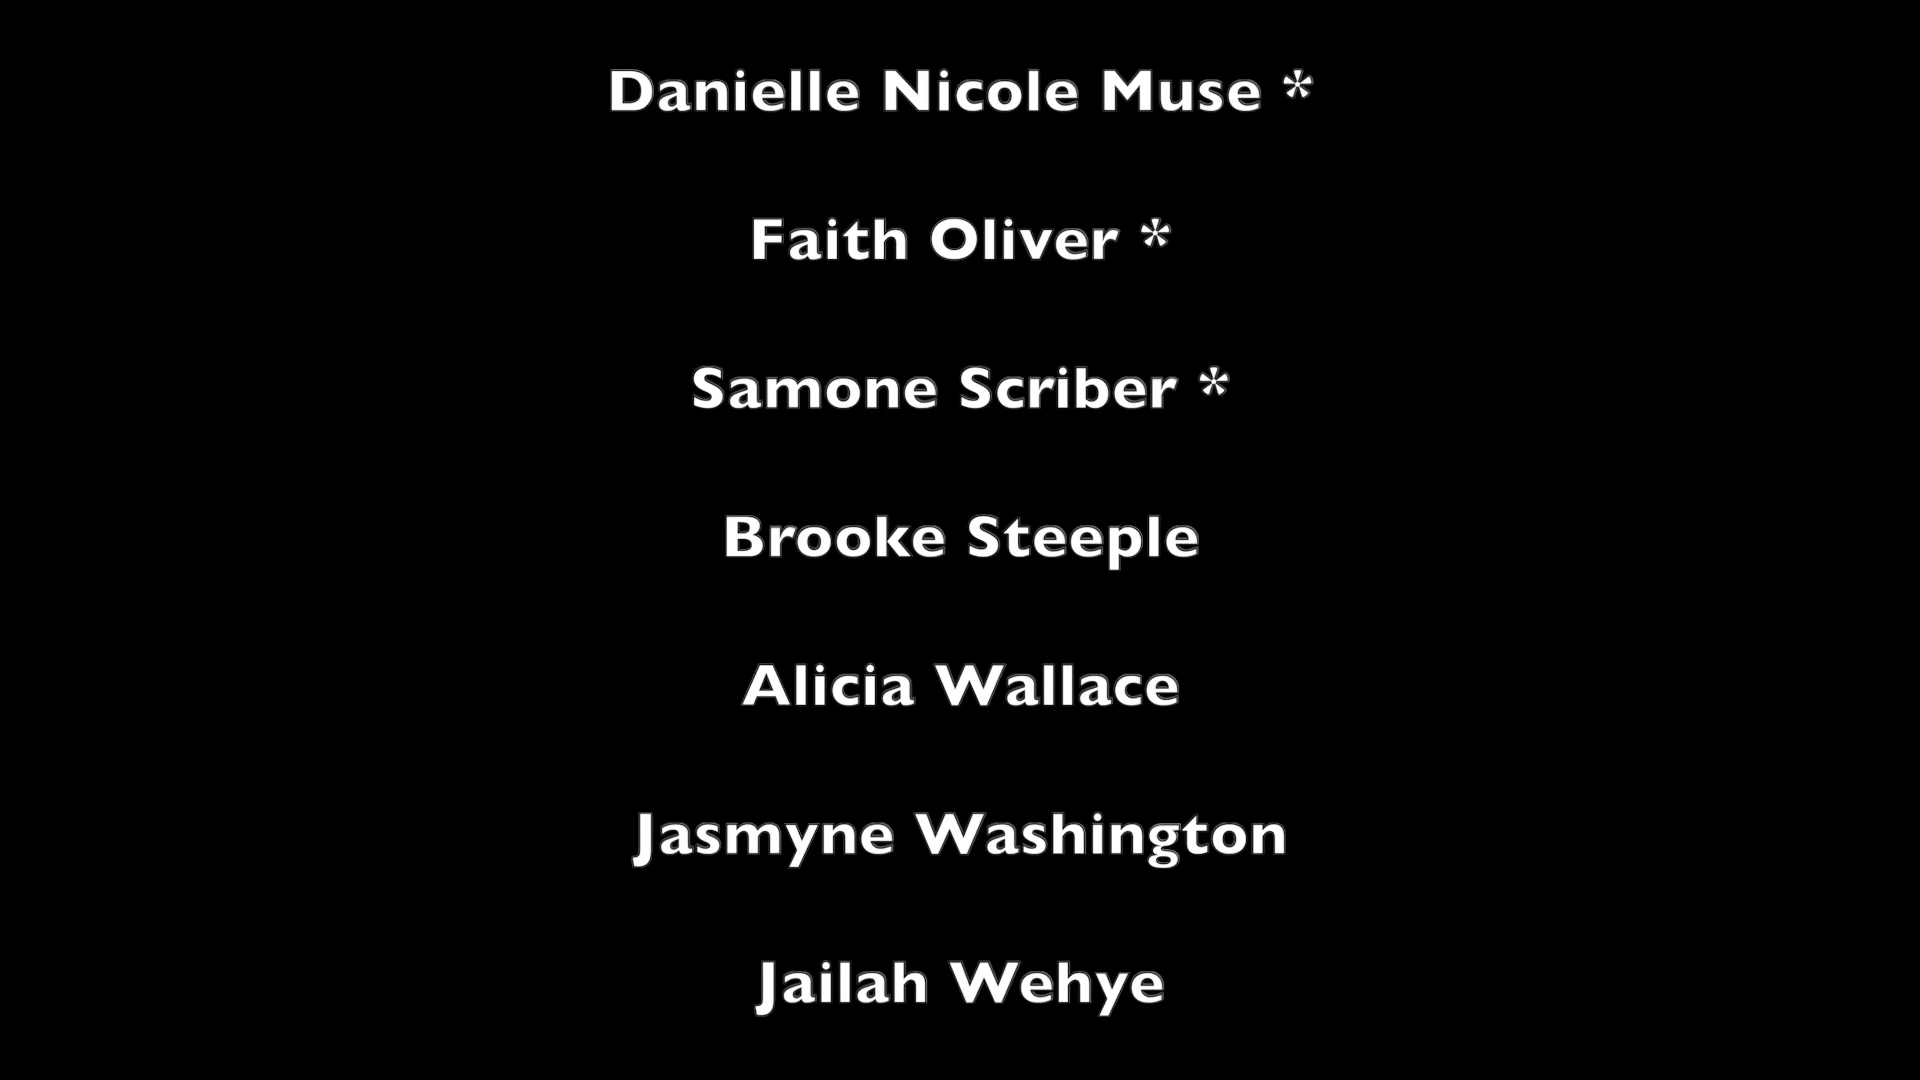 Danielle Nicole Muse *
Faith Oliver *
Samone Scriber *
Brooke Steeple
Alicia Wallace
Jasmyne Washington
Jailah Wehye